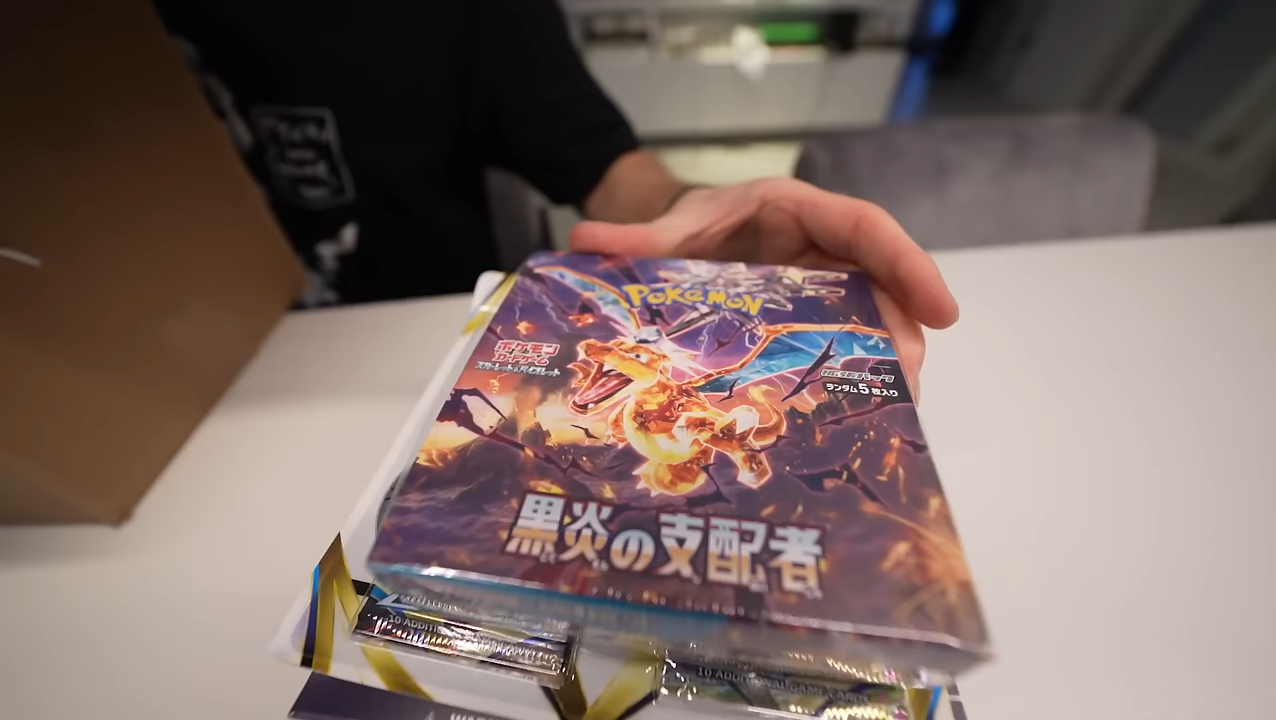 POKÉMON
ポケモン
カードゲーム
スカーレット&バイオレット
拡張パック
ランダム5枚入り
黒炎の支配者
10 ADDITIONAL GAME CARDS